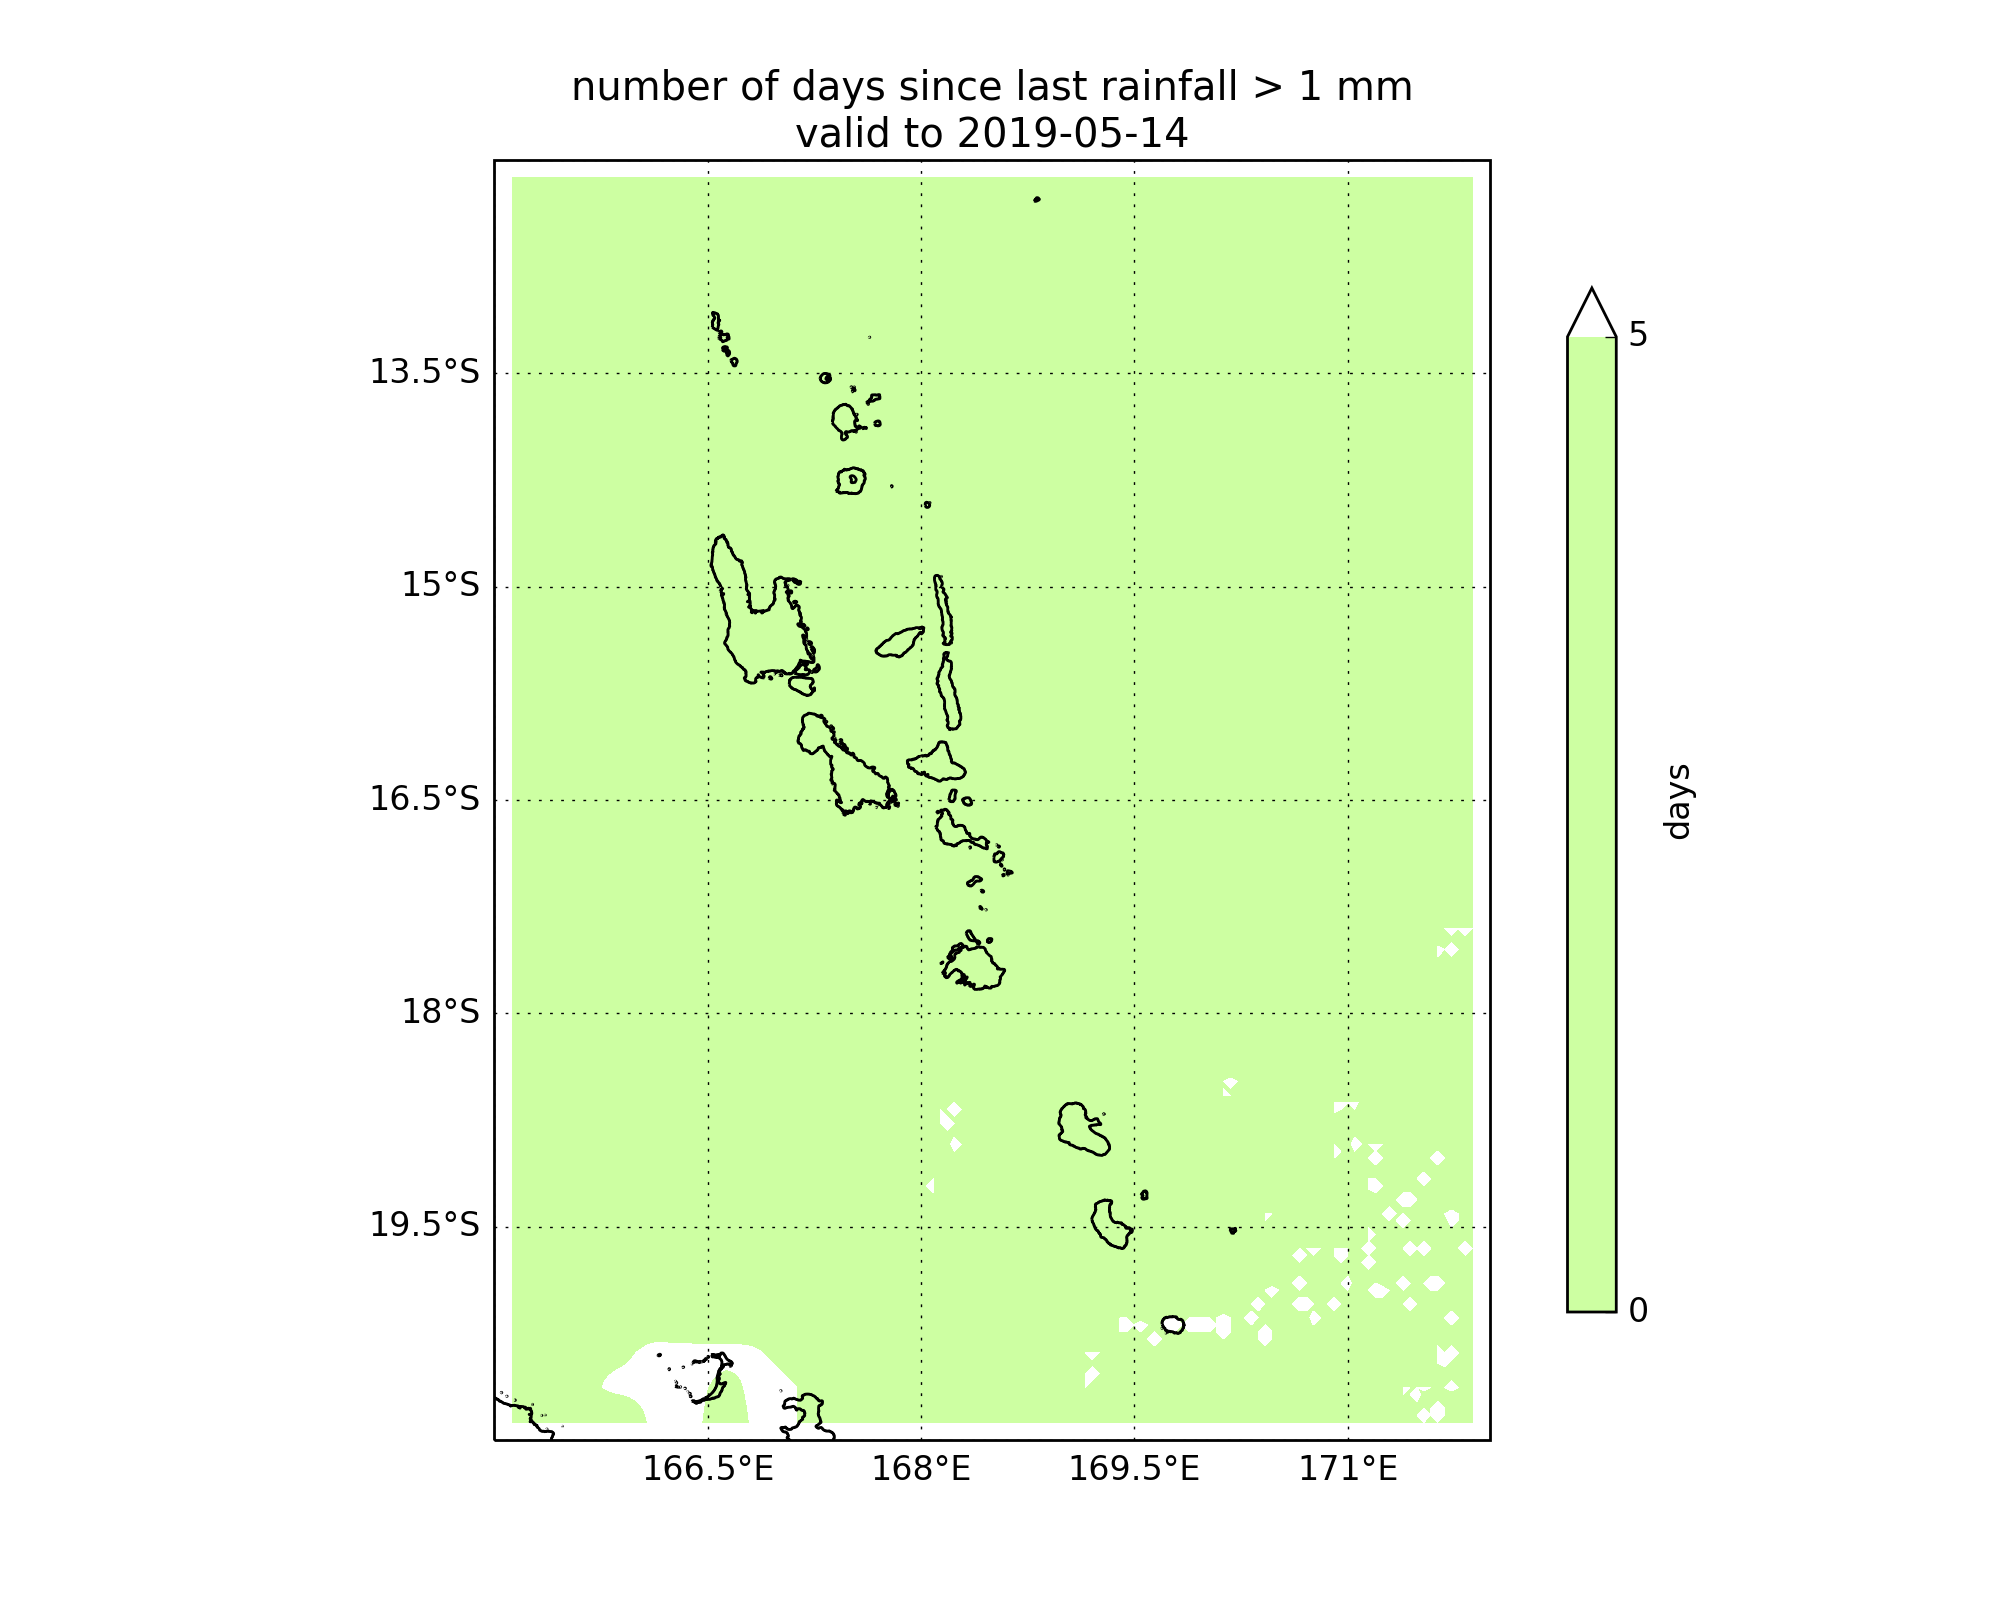 number of days since last rainfall > 1 mm
valid to 2019-05-14
13.5°S
15°S
16.5°S
18°S
19.5°S
166.5°E
168°E
169.5°E
171°E
5
0
days